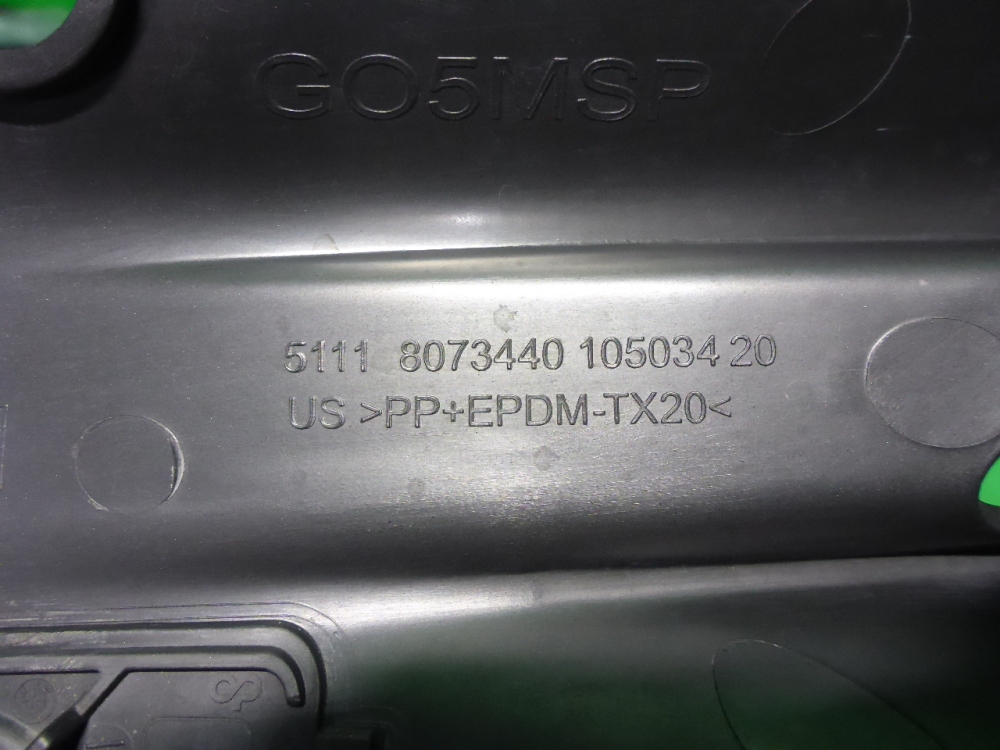 GO5MSP
5111 8073440 105034 20
US >PP+EPDM-TX20<